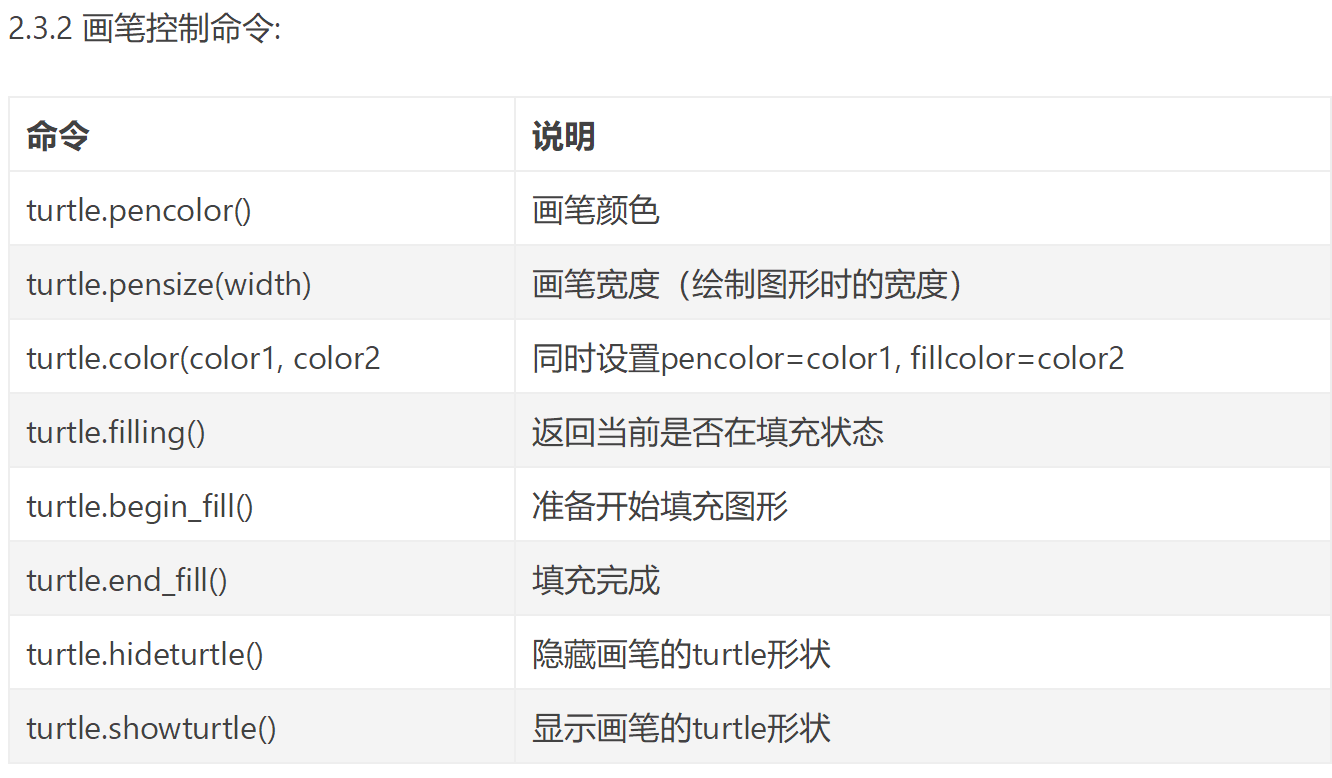 2.3.2 画笔控制命令:
命令 说明
turtle.pencolor() 画笔颜色
turtle.pensize(width) 画笔宽度（绘制图形时的宽度）
turtle.color(color1, color2 同时设置pencolor=color1, fillcolor=color2
turtle.filling() 返回当前是否在填充状态
turtle.begin_fill() 准备开始填充图形
turtle.end_fill() 填充完成
turtle.hideturtle() 隐藏画笔的turtle形状
turtle.showturtle() 显示画笔的turtle形状